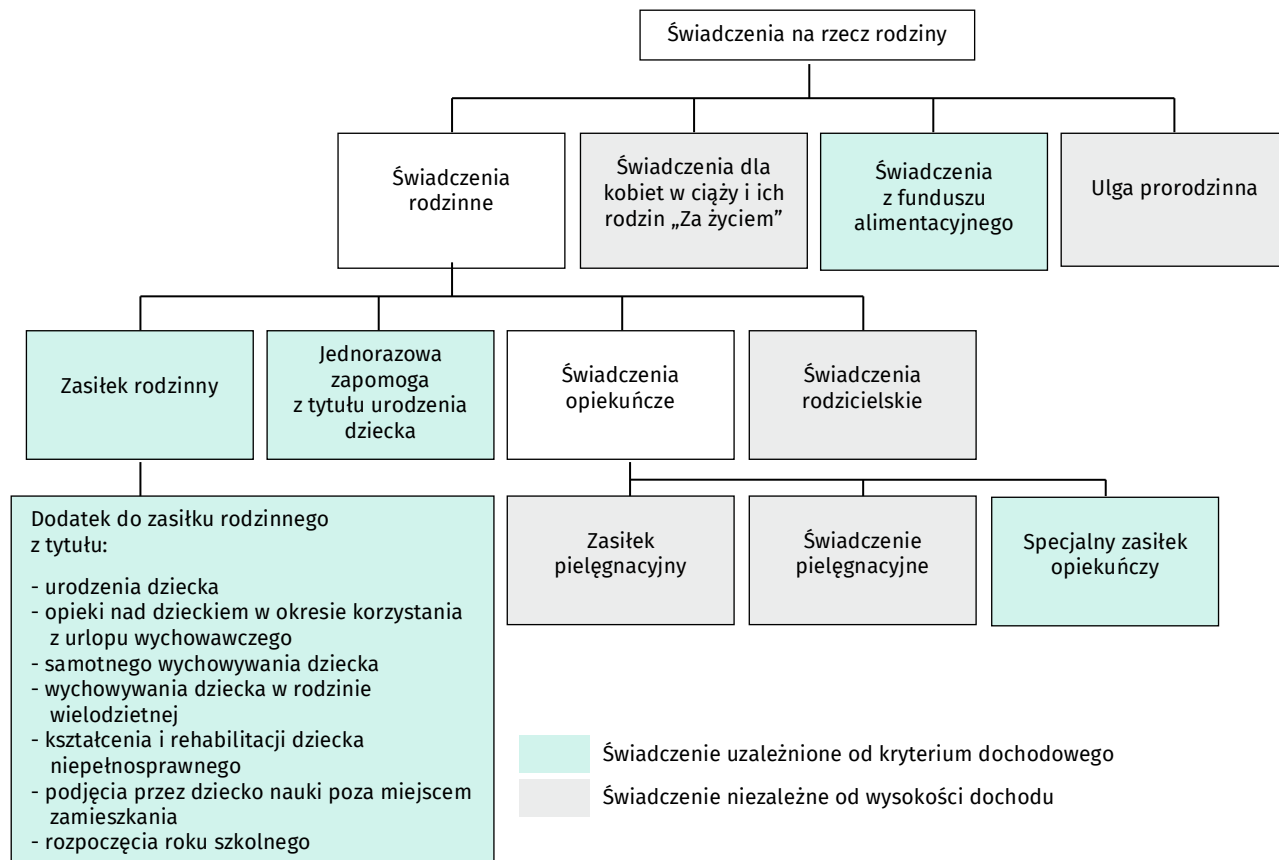 Świadczenia na rzecz rodziny
Świadczenia
rodzinne
Świadczenia dla
kobiet w ciąży i ich
rodzin „Za życiem”
Świadczenia
z funduszu
alimentacyjnego
Ulga prorodzinna
Zasiłek rodzinny
Jednorazowa
zapomoga
z tytułu urodzenia
dziecka
Świadczenia
opiekuńcze
Świadczenia
rodzicielskie
Dodatek do zasiłku rodzinnego
z tytułu:
- urodzenia dziecka
- opieki nad dzieckiem w okresie korzystania
z urlopu wychowawczego
- samotnego wychowywania dziecka
- wychowywania dziecka w rodzinie
wielodzietnej
- kształcenia i rehabilitacji dziecka
niepełnosprawnego
- podjęcia przez dziecko nauki poza miejscem
zamieszkania
- rozpoczęcia roku szkolnego
Zasiłek
pielęgnacyjny
Świadczenie
pielęgnacyjne
Specjalny zasiłek
opiekuńczy
Świadczenie uzależnione od kryterium dochodowego
Świadczenie niezależne od wysokości dochodu